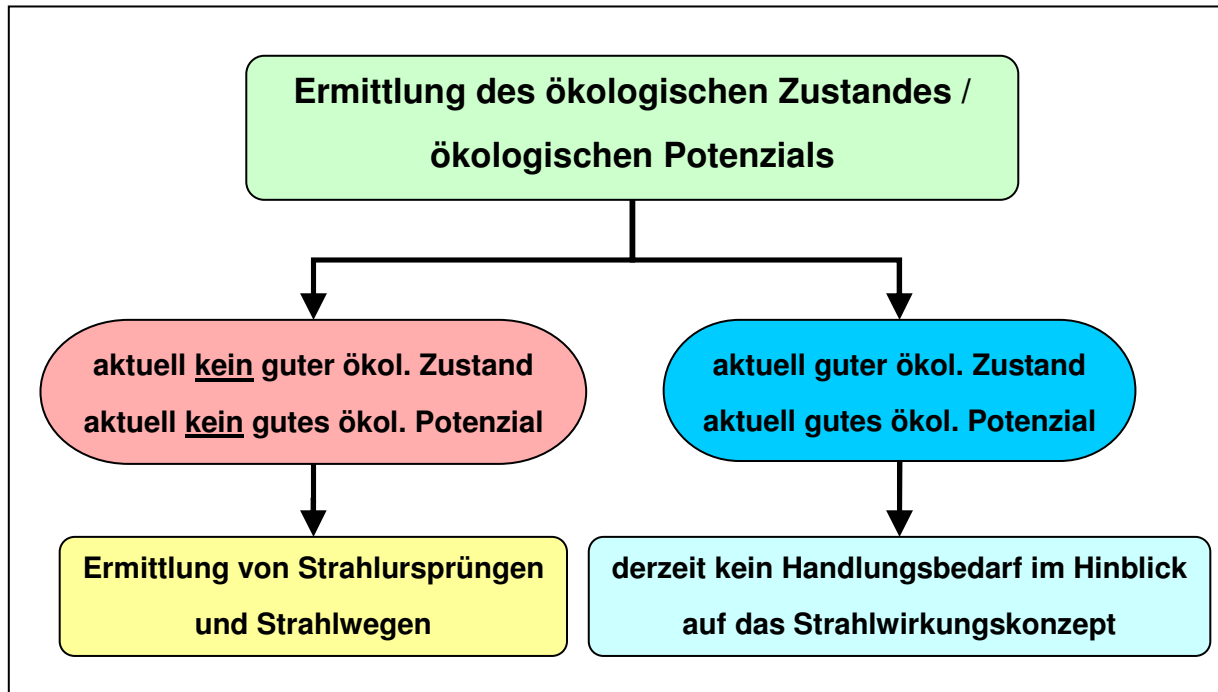 Ermittlung des ökologischen Zustandes /
ökologischen Potenzials
aktuell kein guter ökol. Zustand
aktuell kein gutes ökol. Potenzial
aktuell guter ökol. Zustand
aktuell gutes ökol. Potenzial
Ermittlung von Strahlursprüngen
und Strahlwegen
derzeit kein Handlungsbedarf im Hinblick
auf das Strahlwirkungskonzept